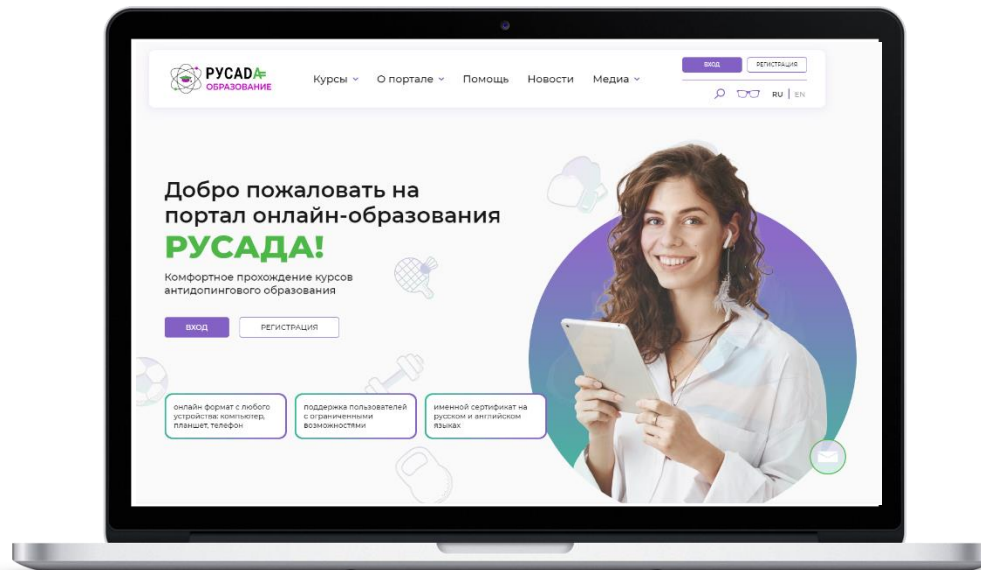 РУСАДА
ОБРАЗОВАНИЕ
Курсы
О портале
Помощь
Новости
Медиа
ВХОД
РЕГИСТРАЦИЯ
RU | EN
Добро пожаловать на
портал онлайн-образования
РУСАДА!
Комфортное прохождение курсов
антидопингового образования
ВХОД
РЕГИСТРАЦИЯ
онлайн формат с любого
устройства: компьютер,
планшет, телефон
поддержка пользователей
с ограниченными
возможностями
именной сертификат на
русском и английском
языках